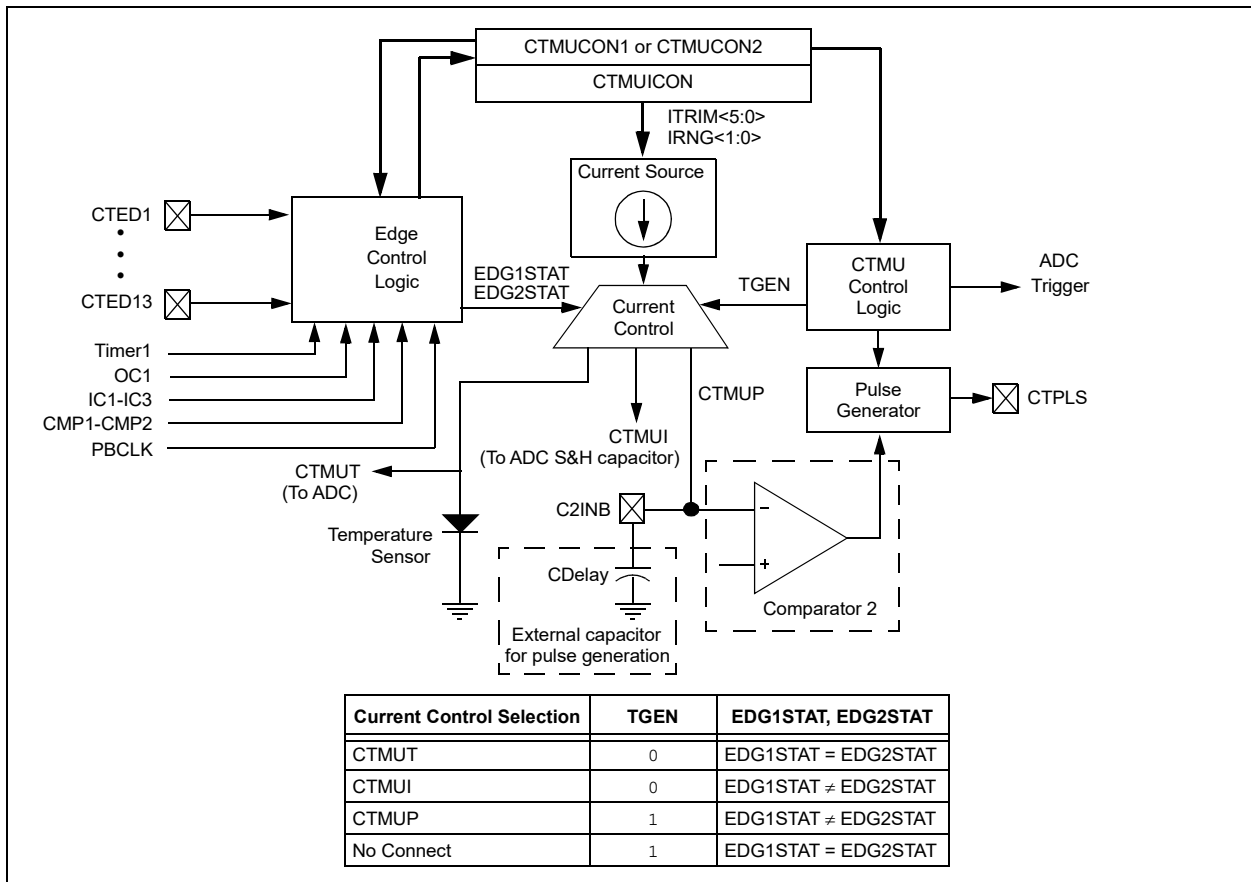 CTMUCON1 or CTMUCON2
CTMUICON
ITRIM<5:0>
IRNG<1:0>
Current Source
CTED1
CTED13
Edge
Control
Logic
EDG1STAT
EDG2STAT
Current
Control
TGEN
CTMU
Control
Logic
ADC
Trigger
Timer1
OC1
IC1-IC3
CMP1-CMP2
PBCLK
CTMUP
Pulse
Generator
CTPLS
CTMUI
(To ADC S&H capacitor)
CTMUT
(To ADC)
C2INB
Temperature
Sensor
CDelay
Comparator 2
External capacitor
for pulse generation
Current Control Selection TGEN EDG1STAT, EDG2STAT
CTMUT 0 EDG1STAT = EDG2STAT
CTMUI 0 EDG1STAT ≠ EDG2STAT
CTMUP 1 EDG1STAT ≠ EDG2STAT
No Connect 1 EDG1STAT = EDG2STAT